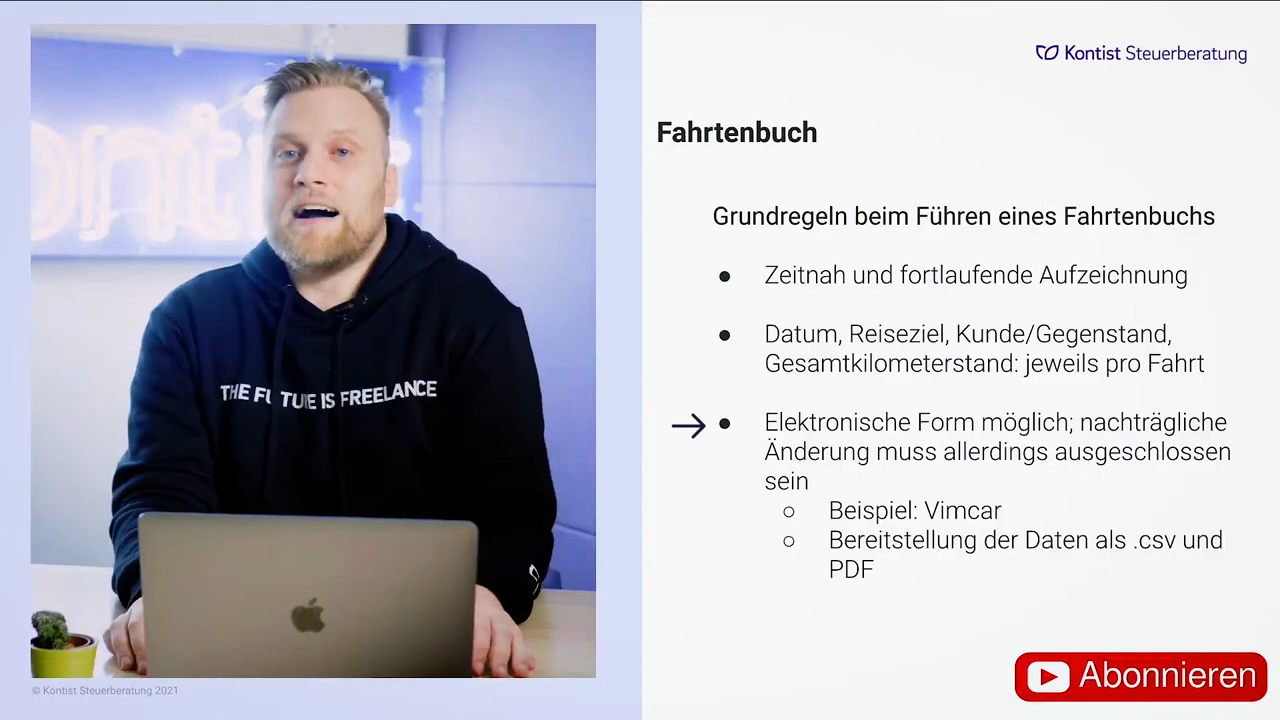 Kontist Steuerberatung
Fahrtenbuch
Grundregeln beim Führen eines Fahrtenbuchs
● Zeitnah und fortlaufende Aufzeichnung
● Datum, Reiseziel, Kunde/Gegenstand,
Gesamtkilometerstand: jeweils pro Fahrt
→ ● Elektronische Form möglich; nachträgliche
Änderung muss allerdings ausgeschlossen
sein
○ Beispiel: Vimcar
○ Bereitstellung der Daten als .csv und
PDF
THE FUTURE IS FREELANCE
© Kontist Steuerberatung 2021
Abonnieren